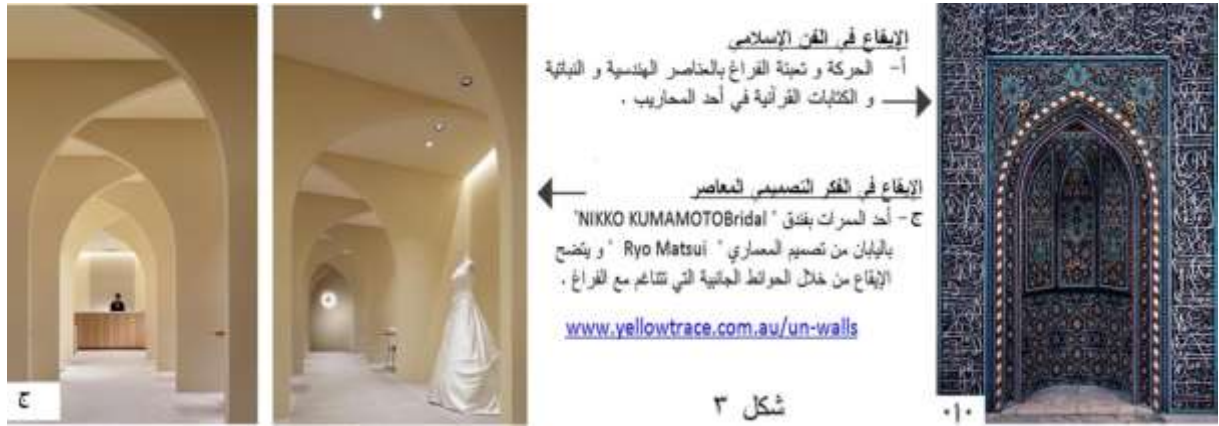 الإيقاع في الفن الإسلامي
أ- الحركة و تعبئة الفراغ بالعناصر الهندسية و النباتية
و الكتابات القرآنية في أحد المحاريب .
الإيقاع في الفكر التصميمي المعاصر
ج- أحد الممرات بفندق " NIKKO KUMAMOTOBridal"
باليابان من تصميم المعماري " Ryo Matsui " و يتضح
الإيقاع من خلال الحوائط الجانبية التي تتناغم مع الفراغ .
www.yellowtrace.com.au/un-walls
شكل ٣
ج